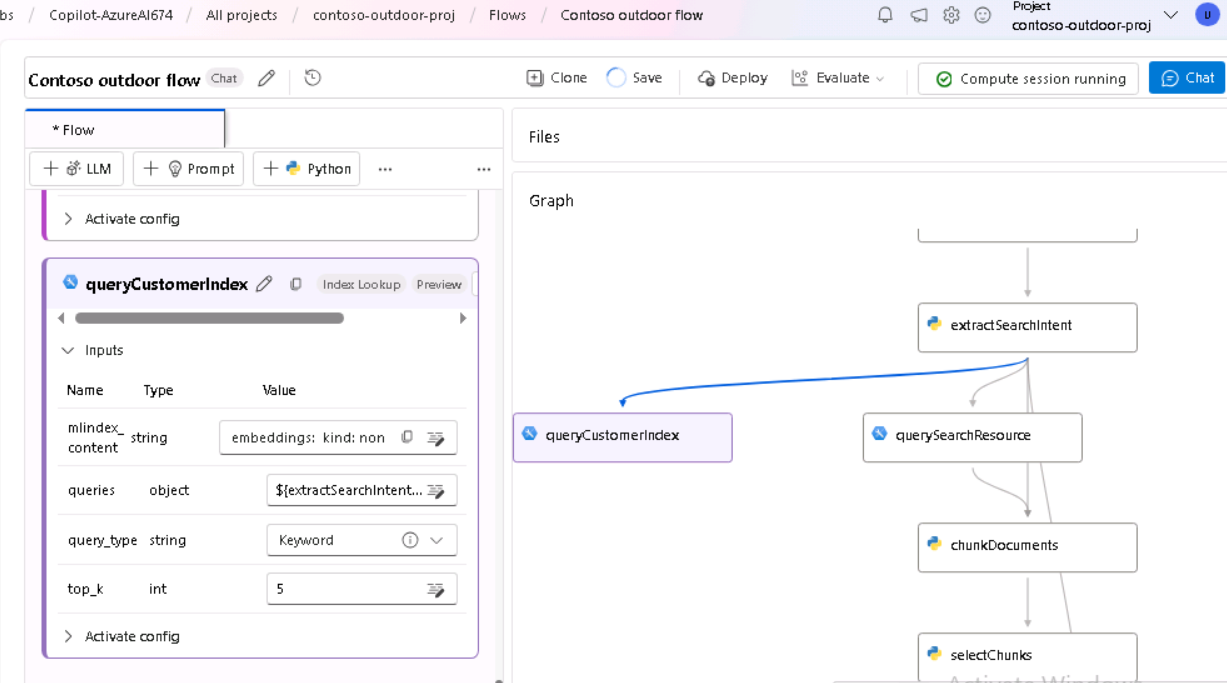 bs / Copilot-AzureAI674 / All projects / contoso-outdoor-proj / Flows / Contoso outdoor flow
Project
contoso-outdoor-proj
U
Contoso outdoor flow Chat
Clone Save Deploy Evaluate Compute session running Chat
* Flow
LLM Prompt Python ... ...
Activate config
queryCustomerIndex Index Lookup Preview
Inputs
Name Type Value
mlindex_
content string embeddings: kind: non
queries object ${extractSearchIntent...
query_type string Keyword
top_k int 5
Activate config
Files
Graph
extractSearchIntent
queryCustomerIndex
querySearchResource
chunkDocuments
selectChunks
Activate Windows